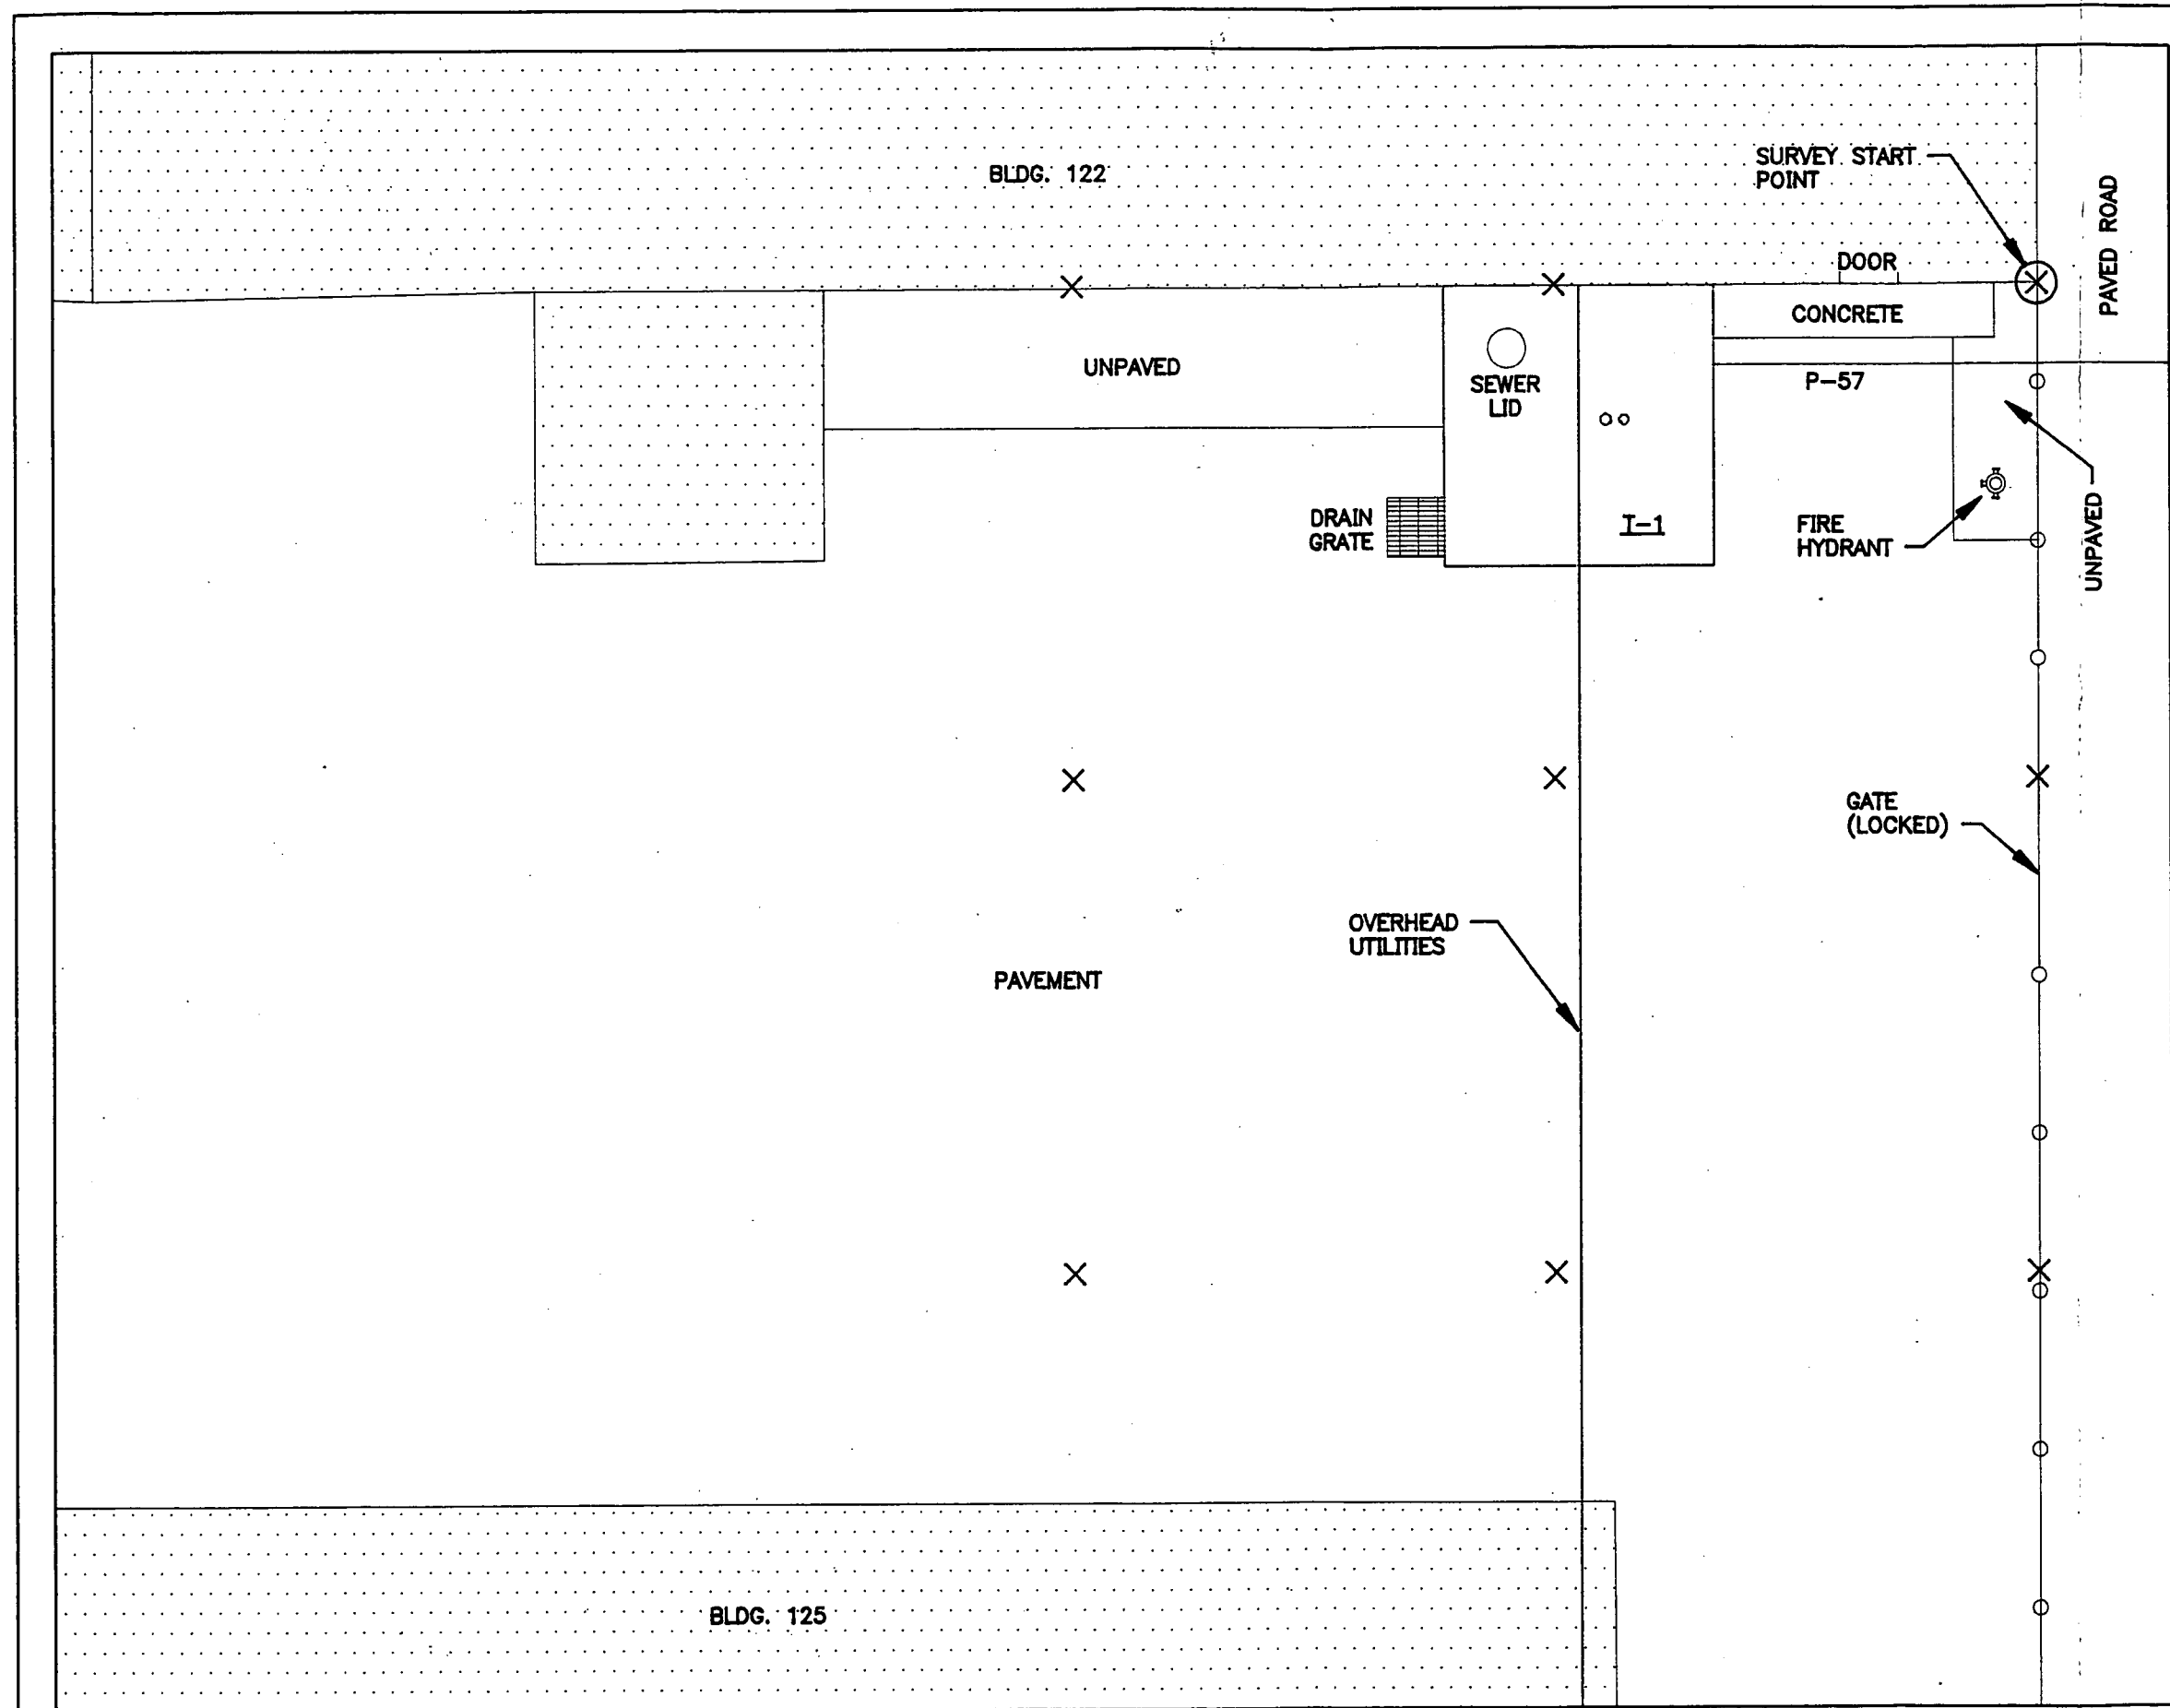 BLDG. 122
SURVEY START
POINT
PAVED ROAD
DOOR
CONCRETE
UNPAVED
SEWER
LID
P-57
DRAIN
GRATE
T-1
FIRE
HYDRANT
UNPAVED
GATE
(LOCKED)
OVERHEAD
UTILITIES
PAVEMENT
BLDG. 125